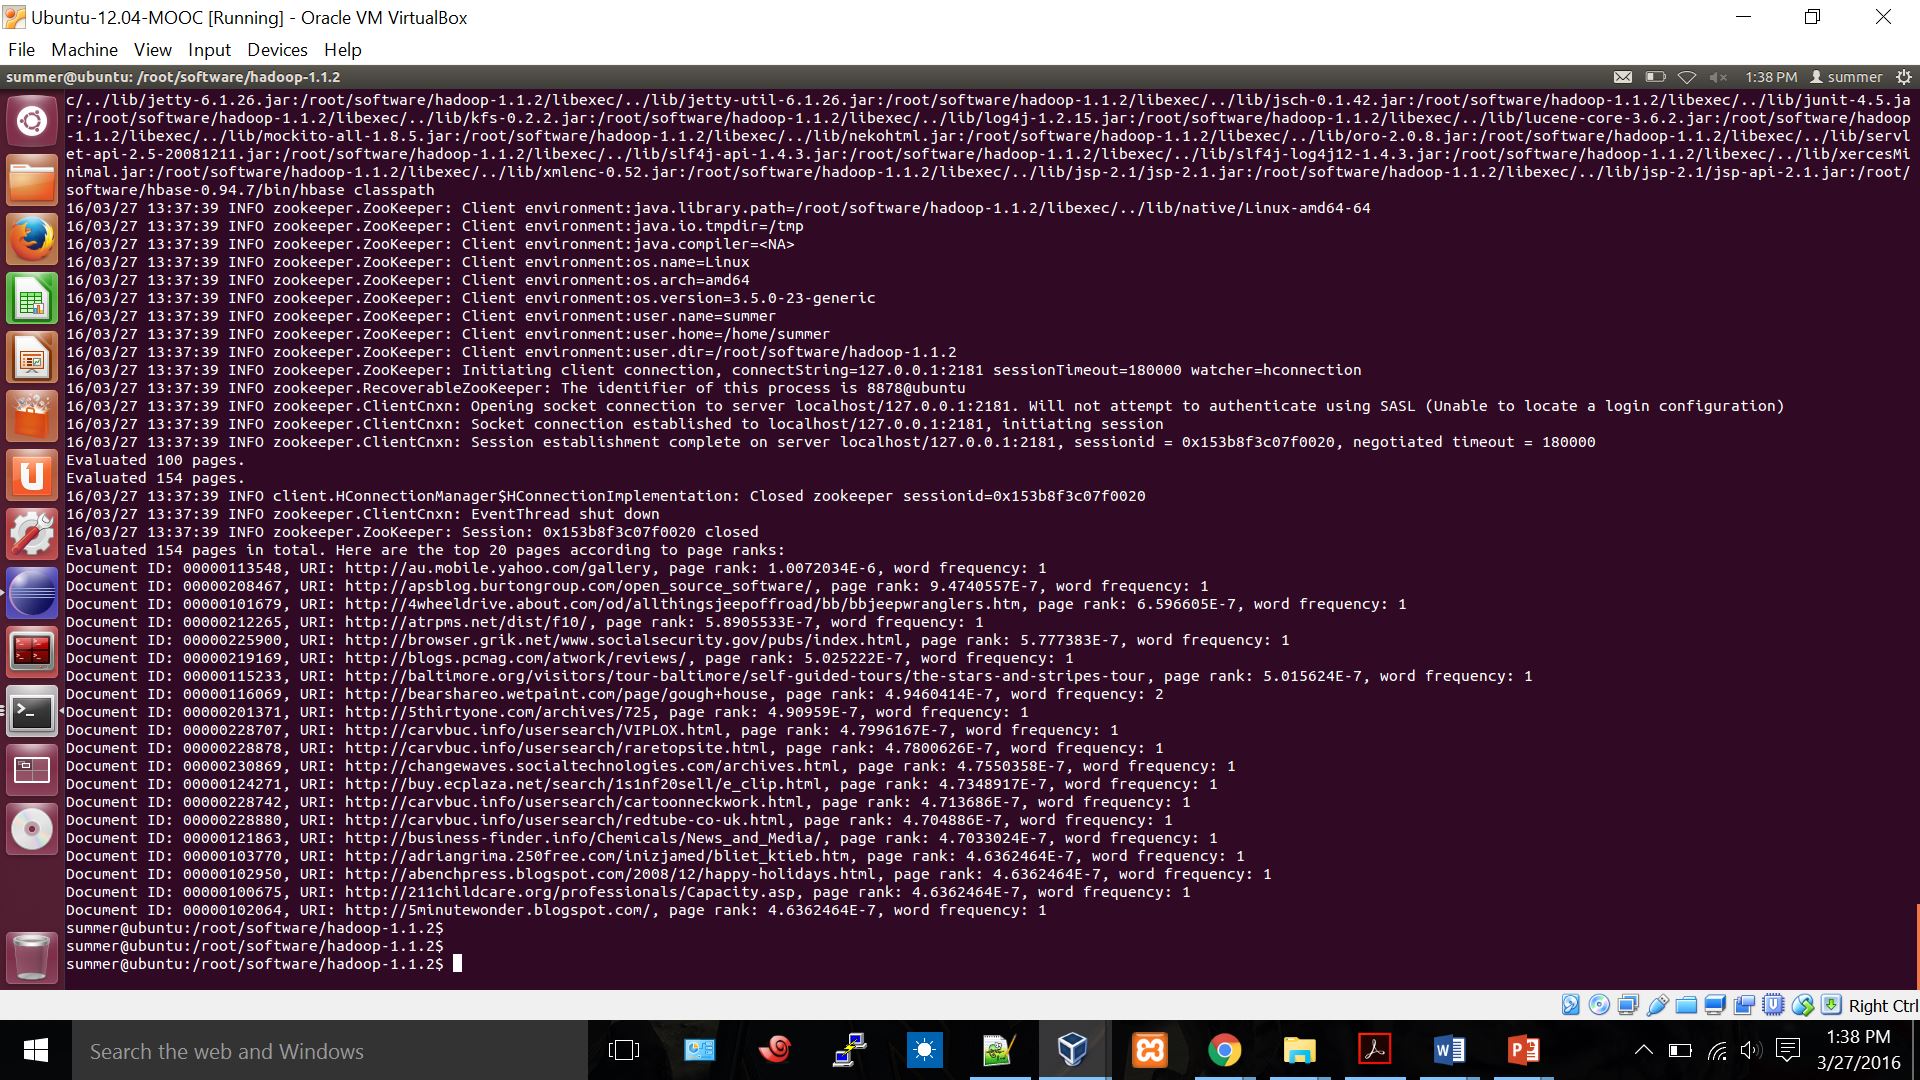 Ubuntu-12.04-MOOC [Running] - Oracle VM VirtualBox
File Machine View Input Devices Help
summer@ubuntu: /root/software/hadoop-1.1.2 1:38 PM summer
c/../lib/jetty-6.1.26.jar:/root/software/hadoop-1.1.2/libexec/../lib/jetty-util-6.1.26.jar:/root/software/hadoop-1.1.2/libexec/../lib/jsch-0.1.42.jar:/root/software/hadoop-1.1.2/libexec/../lib/junit-4.5.ja
r:/root/software/hadoop-1.1.2/libexec/../lib/kfs-0.2.2.jar:/root/software/hadoop-1.1.2/libexec/../lib/log4j-1.2.15.jar:/root/software/hadoop-1.1.2/libexec/../lib/lucene-core-3.6.2.jar:/root/software/hadoop
-1.1.2/libexec/../lib/mockito-all-1.8.5.jar:/root/software/hadoop-1.1.2/libexec/../lib/nekohtml.jar:/root/software/hadoop-1.1.2/libexec/../lib/oro-2.0.8.jar:/root/software/hadoop-1.1.2/libexec/../lib/servl
et-api-2.5-20081211.jar:/root/software/hadoop-1.1.2/libexec/../lib/slf4j-api-1.4.3.jar:/root/software/hadoop-1.1.2/libexec/../lib/slf4j-log4j12-1.4.3.jar:/root/software/hadoop-1.1.2/libexec/../lib/xercesMi
nimal.jar:/root/software/hadoop-1.1.2/libexec/../lib/xmlenc-0.52.jar:/root/software/hadoop-1.1.2/libexec/../lib/jsp-2.1/jsp-2.1.jar:/root/software/hadoop-1.1.2/libexec/../lib/jsp-2.1/jsp-api-2.1.jar:/root/
software/hbase-0.94.7/bin/hbase classpath
16/03/27 13:37:39 INFO zookeeper.ZooKeeper: Client environment:java.library.path=/root/software/hadoop-1.1.2/libexec/../lib/native/Linux-amd64-64
16/03/27 13:37:39 INFO zookeeper.ZooKeeper: Client environment:java.io.tmpdir=/tmp
16/03/27 13:37:39 INFO zookeeper.ZooKeeper: Client environment:java.compiler=<NA>
16/03/27 13:37:39 INFO zookeeper.ZooKeeper: Client environment:os.name=Linux
16/03/27 13:37:39 INFO zookeeper.ZooKeeper: Client environment:os.arch=amd64
16/03/27 13:37:39 INFO zookeeper.ZooKeeper: Client environment:os.version=3.5.0-23-generic
16/03/27 13:37:39 INFO zookeeper.ZooKeeper: Client environment:user.name=summer
16/03/27 13:37:39 INFO zookeeper.ZooKeeper: Client environment:user.home=/home/summer
16/03/27 13:37:39 INFO zookeeper.ZooKeeper: Client environment:user.dir=/root/software/hadoop-1.1.2
16/03/27 13:37:39 INFO zookeeper.ZooKeeper: Initiating client connection, connectString=127.0.0.1:2181 sessionTimeout=180000 watcher=hconnection
16/03/27 13:37:39 INFO zookeeper.RecoverableZooKeeper: The identifier of this process is 8878@ubuntu
16/03/27 13:37:39 INFO zookeeper.ClientCnxn: Opening socket connection to server localhost/127.0.0.1:2181. Will not attempt to authenticate using SASL (Unable to locate a login configuration)
16/03/27 13:37:39 INFO zookeeper.ClientCnxn: Socket connection established to localhost/127.0.0.1:2181, initiating session
16/03/27 13:37:39 INFO zookeeper.ClientCnxn: Session establishment complete on server localhost/127.0.0.1:2181, sessionid = 0x153b8f3c07f0020, negotiated timeout = 180000
Evaluated 100 pages.
Evaluated 154 pages.
16/03/27 13:37:39 INFO client.HConnectionManager$HConnectionImplementation: Closed zookeeper sessionid=0x153b8f3c07f0020
16/03/27 13:37:39 INFO zookeeper.ClientCnxn: EventThread shut down
16/03/27 13:37:39 INFO zookeeper.ZooKeeper: Session: 0x153b8f3c07f0020 closed
Evaluated 154 pages in total. Here are the top 20 pages according to page ranks:
Document ID: 00000113548, URI: http://au.mobile.yahoo.com/gallery, page rank: 1.0072034E-6, word frequency: 1
Document ID: 00000208467, URI: http://apsblog.burtongroup.com/open_source_software/, page rank: 9.4740557E-7, word frequency: 1
Document ID: 00000101679, URI: http://4wheeldrive.about.com/od/allthingsjeepoffroad/bb/bbjeepwranglers.htm, page rank: 6.596605E-7, word frequency: 1
Document ID: 00000212265, URI: http://atrpms.net/dist/f10/, page rank: 5.8905533E-7, word frequency: 1
Document ID: 00000225900, URI: http://browser.grik.net/www.socialsecurity.gov/pubs/index.html, page rank: 5.777383E-7, word frequency: 1
Document ID: 00000219169, URI: http://blogs.pcmag.com/atwork/reviews/, page rank: 5.025222E-7, word frequency: 1
Document ID: 00000115233, URI: http://baltimore.org/visitors/tour-baltimore/self-guided-tours/the-stars-and-stripes-tour, page rank: 5.015624E-7, word frequency: 1
Document ID: 00000116069, URI: http://bearshareo.wetpaint.com/page/gough+house, page rank: 4.9460414E-7, word frequency: 2
Document ID: 00000201371, URI: http://5thirtyone.com/archives/725, page rank: 4.90959E-7, word frequency: 1
Document ID: 00000228707, URI: http://carvbuc.info/usersearch/VIPLOX.html, page rank: 4.7996167E-7, word frequency: 1
Document ID: 00000228878, URI: http://carvbuc.info/usersearch/raretopsite.html, page rank: 4.7800626E-7, word frequency: 1
Document ID: 00000230869, URI: http://changewaves.socialtechnologies.com/archives.html, page rank: 4.7550358E-7, word frequency: 1
Document ID: 00000124271, URI: http://buy.ecplaza.net/search/1s1nf20sell/e_clip.html, page rank: 4.7348917E-7, word frequency: 1
Document ID: 00000228742, URI: http://carvbuc.info/usersearch/cartoonneckwork.html, page rank: 4.713686E-7, word frequency: 1
Document ID: 00000228880, URI: http://carvbuc.info/usersearch/redtube-co-uk.html, page rank: 4.704886E-7, word frequency: 1
Document ID: 00000121863, URI: http://business-finder.info/Chemicals/News_and_Media/, page rank: 4.7033024E-7, word frequency: 1
Document ID: 00000103770, URI: http://adriangrima.250free.com/inizjamed/bliet_ktieb.htm, page rank: 4.6362464E-7, word frequency: 1
Document ID: 00000102950, URI: http://abenchpress.blogspot.com/2008/12/happy-holidays.html, page rank: 4.6362464E-7, word frequency: 1
Document ID: 00000100675, URI: http://211childcare.org/professionals/Capacity.asp, page rank: 4.6362464E-7, word frequency: 1
Document ID: 00000102064, URI: http://5minutewonder.blogspot.com/, page rank: 4.6362464E-7, word frequency: 1
summer@ubuntu:/root/software/hadoop-1.1.2$
summer@ubuntu:/root/software/hadoop-1.1.2$
summer@ubuntu:/root/software/hadoop-1.1.2$
Right Ctrl
Search the web and Windows
1:38 PM
3/27/2016